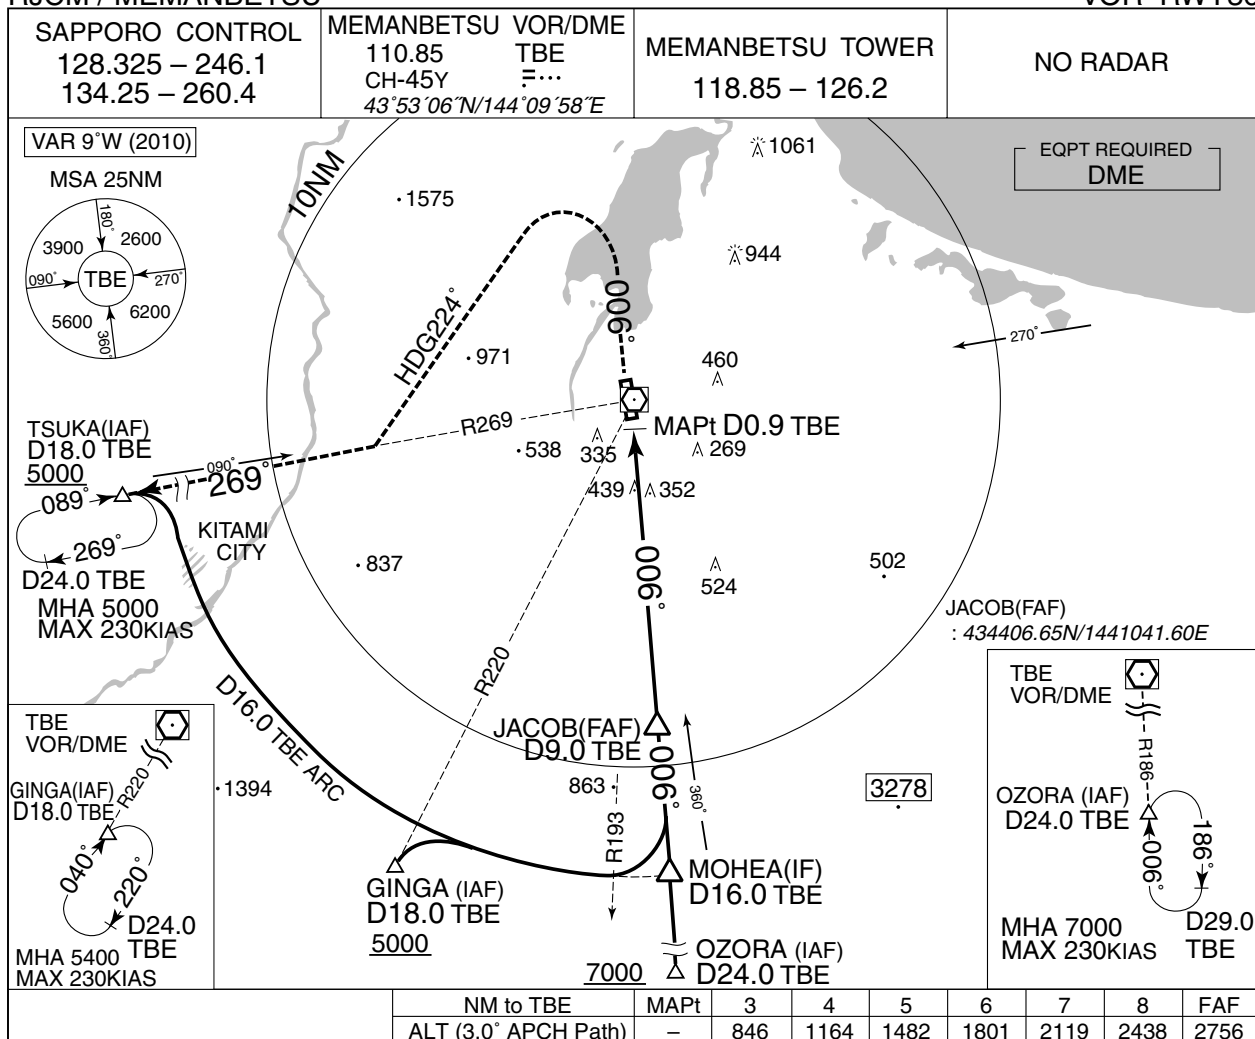 RJCM / MEMANBETSU
SAPPORO CONTROL
128.325 – 246.1
134.25 – 260.4
MEMANBETSU VOR/DME
110.85 TBE
CH-45Y
43˚53´06˝N/144˚09´58˝E
MEMANBETSU TOWER
118.85 – 126.2
NO RADAR
VAR 9˚W (2010)
MSA 25NM
180˚
3900
2600
090˚
TBE
270˚
5600
6200
360˚
10NM
1575
1061
EQPT REQUIRED
DME
944
006˚
HDG224˚
971
460
270˚
TSUKA(IAF)
D18.0 TBE
5000
R269
MAPt D0.9 TBE
538
335
269
090˚
269˚
089˚
439
352
KITAMI
CITY
269˚
D24.0 TBE
MHA 5000
MAX 230KIAS
837
006˚
524
502
JACOB(FAF)
: 434406.65N/1441041.60E
R220
D16.0 TBE ARC
JACOB(FAF)
D9.0 TBE
006˚
360˚
863
R193
1394
3278
MOHEA(IF)
D16.0 TBE
GINGA (IAF)
D18.0 TBE
5000
OZORA (IAF)
7000
D24.0 TBE
TBE
VOR/DME
R220
GINGA(IAF)
D18.0 TBE
040˚
220˚
D24.0
TBE
MHA 5400
MAX 230KIAS
TBE
VOR/DME
R186
OZORA (IAF)
D24.0 TBE
006˚
186˚
MHA 7000
MAX 230KIAS
D29.0
TBE
NM to TBE MAPt 3 4 5 6 7 8 FAF
ALT (3.0˚ APCH Path) – 846 1164 1482 1801 2119 2438 2756